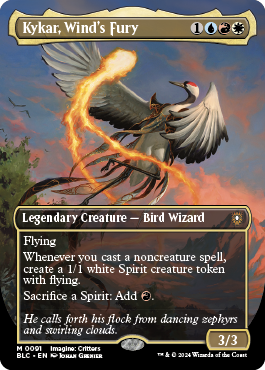 Kykar, Wind's Fury 1
Legendary Creature — Bird Wizard
Flying
Whenever you cast a noncreature spell,
create a 1/1 white Spirit creature token
with flying.
Sacrifice a Spirit: Add
He calls forth his flock from dancing zephyrs
and swirling clouds.
3/3
M 0091 Imagine: Critters
BLC • EN Johan Grenier ™ & © 2024 Wizards of the Coast